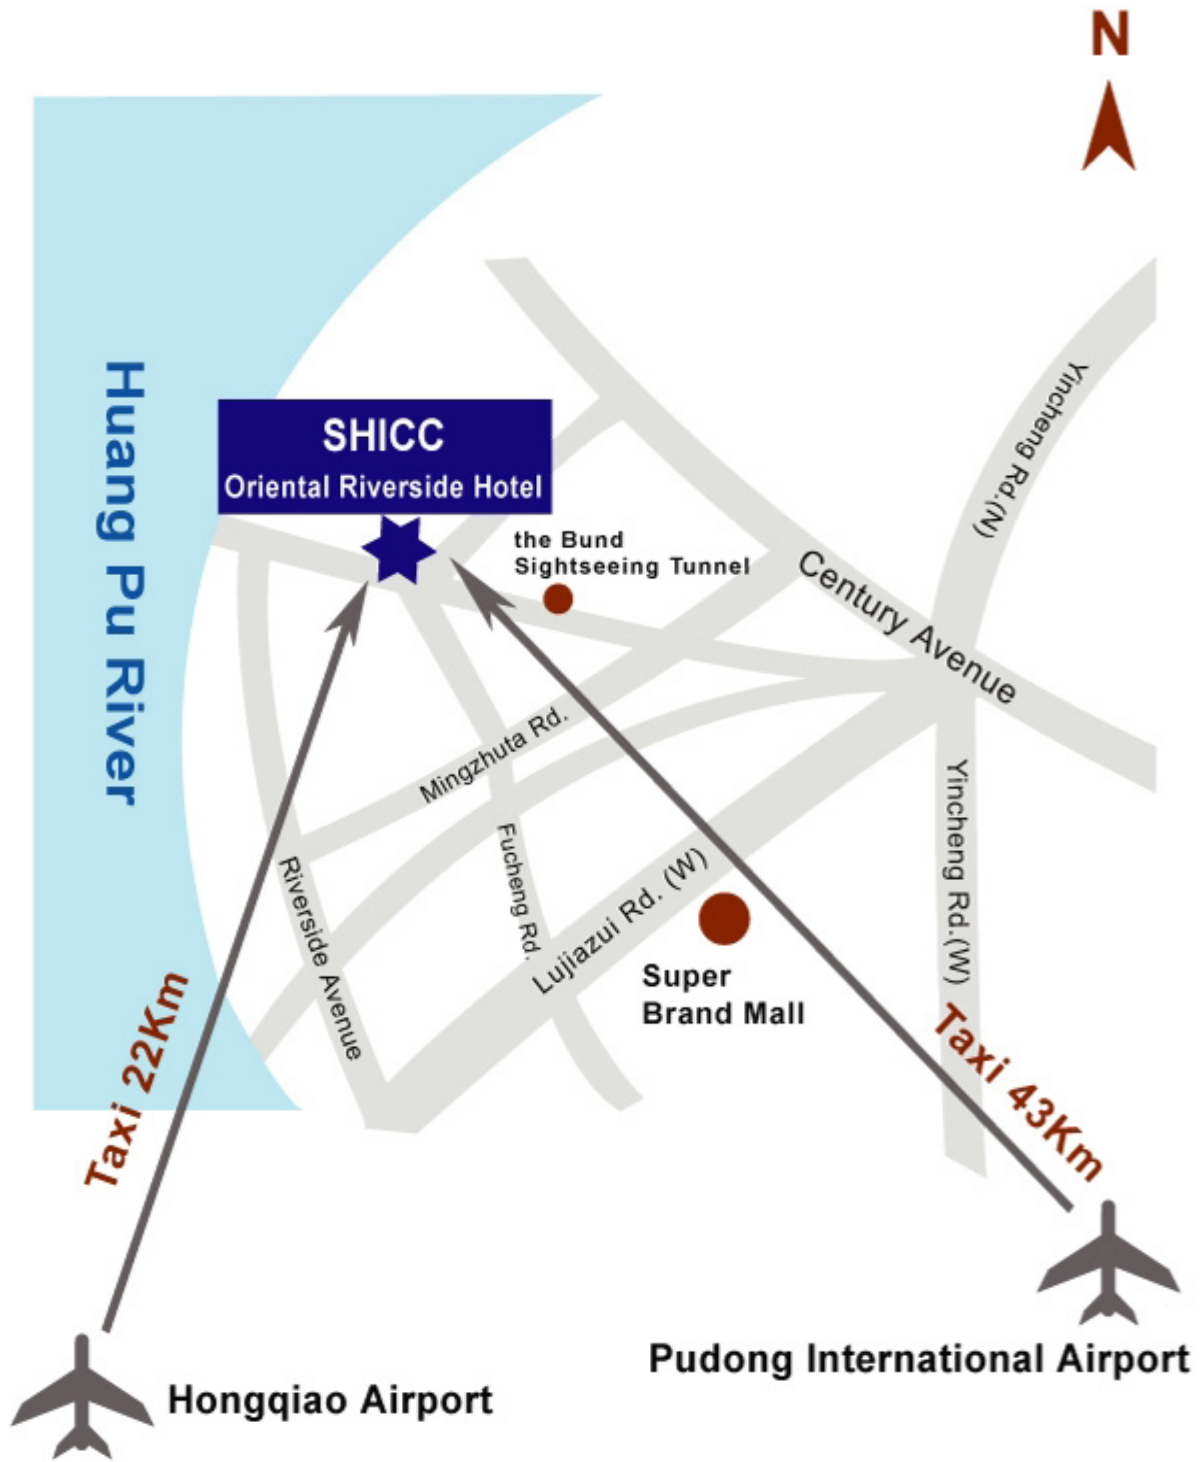 N
Huang Pu River
SHICC
Oriental Riverside Hotel
the Bund
Sightseeing Tunnel
Yincheng Rd.(N)
Century Avenue
Mingzhuta Rd.
Fucheng Rd.
Riverside Avenue
Lujiazui Rd. (W)
Yincheng Rd.(W)
Super
Brand Mall
Taxi 22Km
Taxi 43Km
Pudong International Airport
Hongqiao Airport